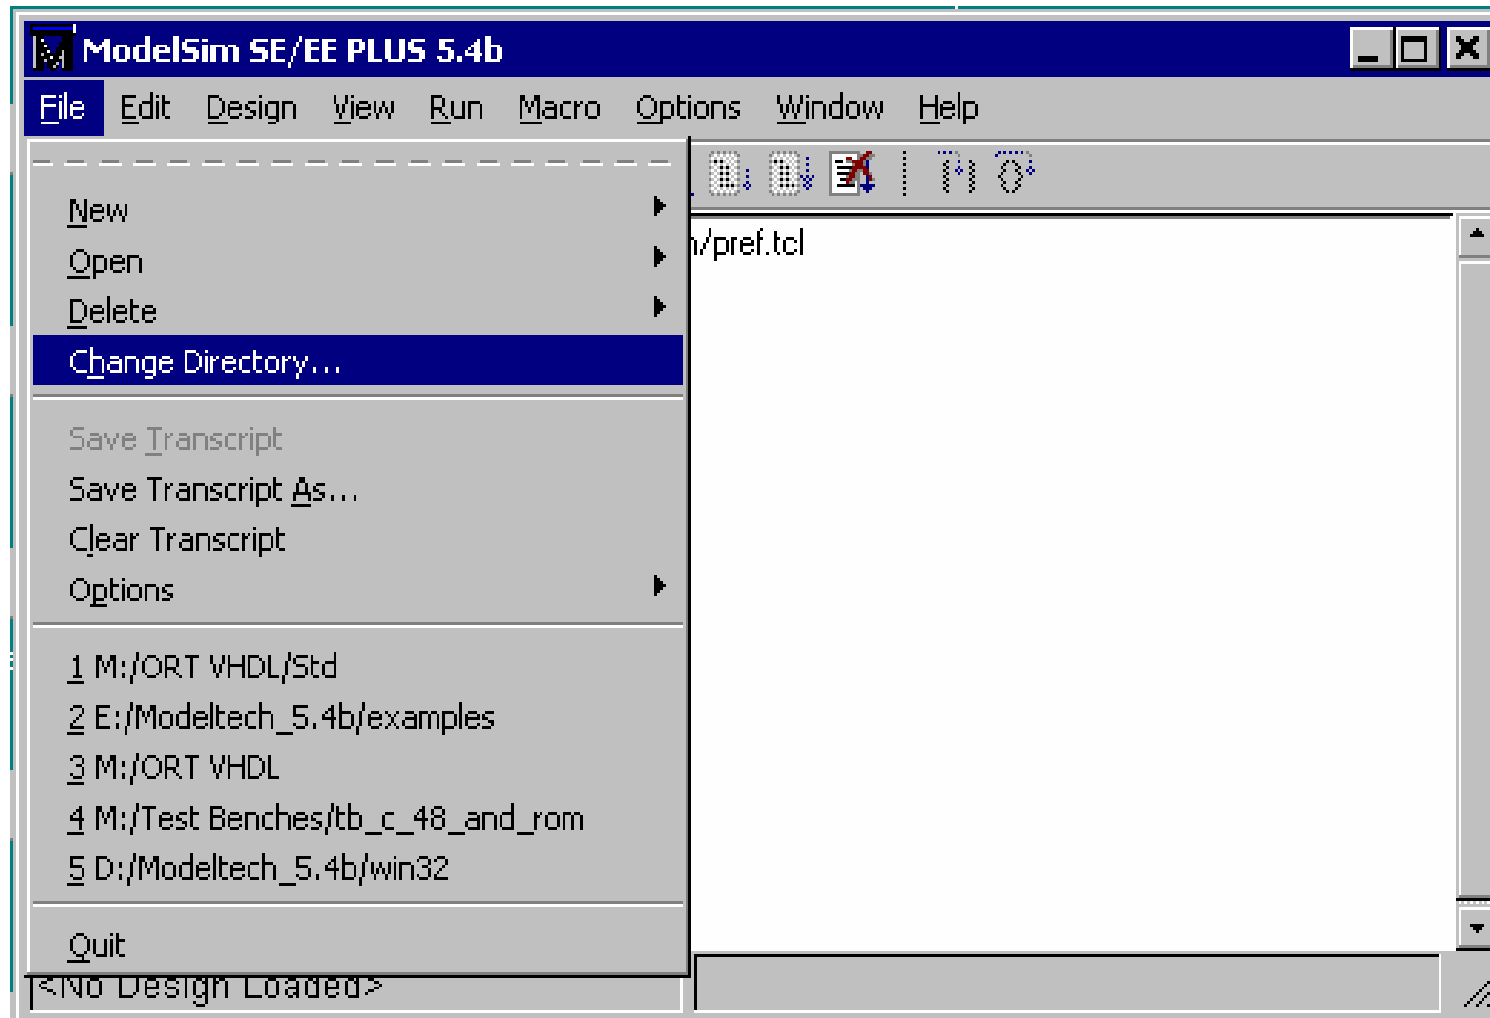 ModelSim SE/EE PLUS 5.4b
File Edit Design View Run Macro Options Window Help
New
/pref.tcl
Open
Delete
Change Directory...
Save Transcript
Save Transcript As...
Clear Transcript
Options
1 M:/ORT VHDL/Std
2 E:/Modeltech_5.4b/examples
3 M:/ORT VHDL
4 M:/Test Benches/tb_c_48_and_rom
5 D:/Modeltech_5.4b/win32
Quit
<No Design Loaded>